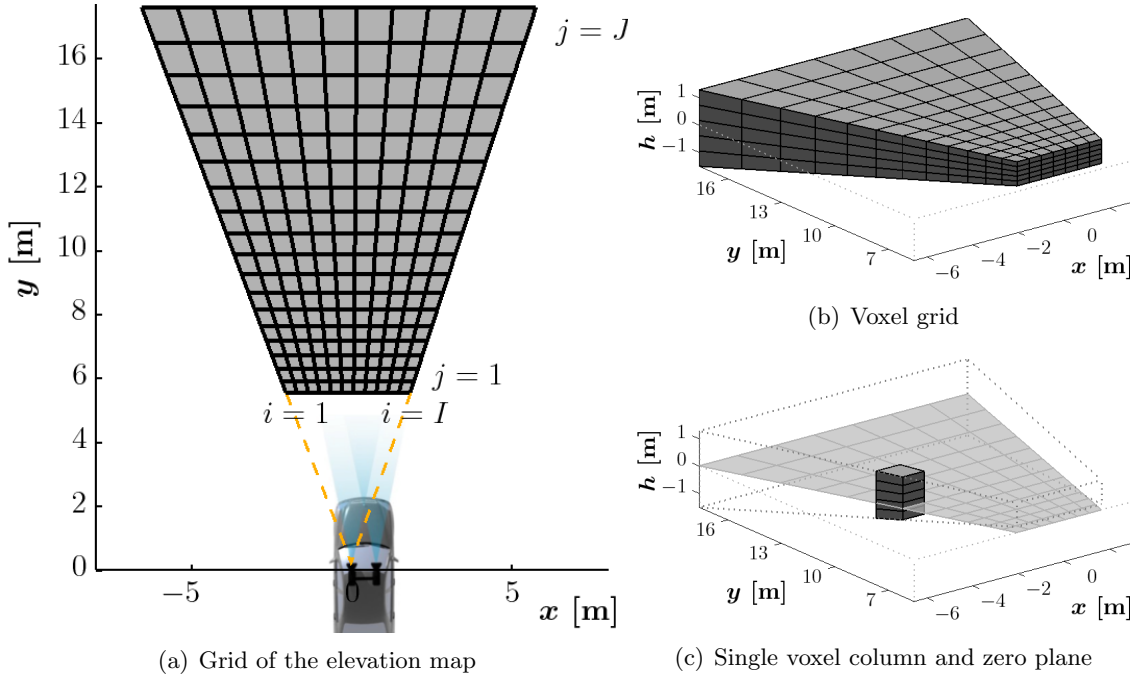 16
14
12
10
8
6
4
2
0
y [m]
j = J
j = 1
i = 1
i = I
−5
0
5
x [m]
(a) Grid of the elevation map
1
0
−1
h [m]
16
13
10
7
y [m]
−6
−4
−2
0
x [m]
(b) Voxel grid
1
0
−1
h [m]
16
13
10
7
y [m]
−6
−4
−2
0
x [m]
(c) Single voxel column and zero plane